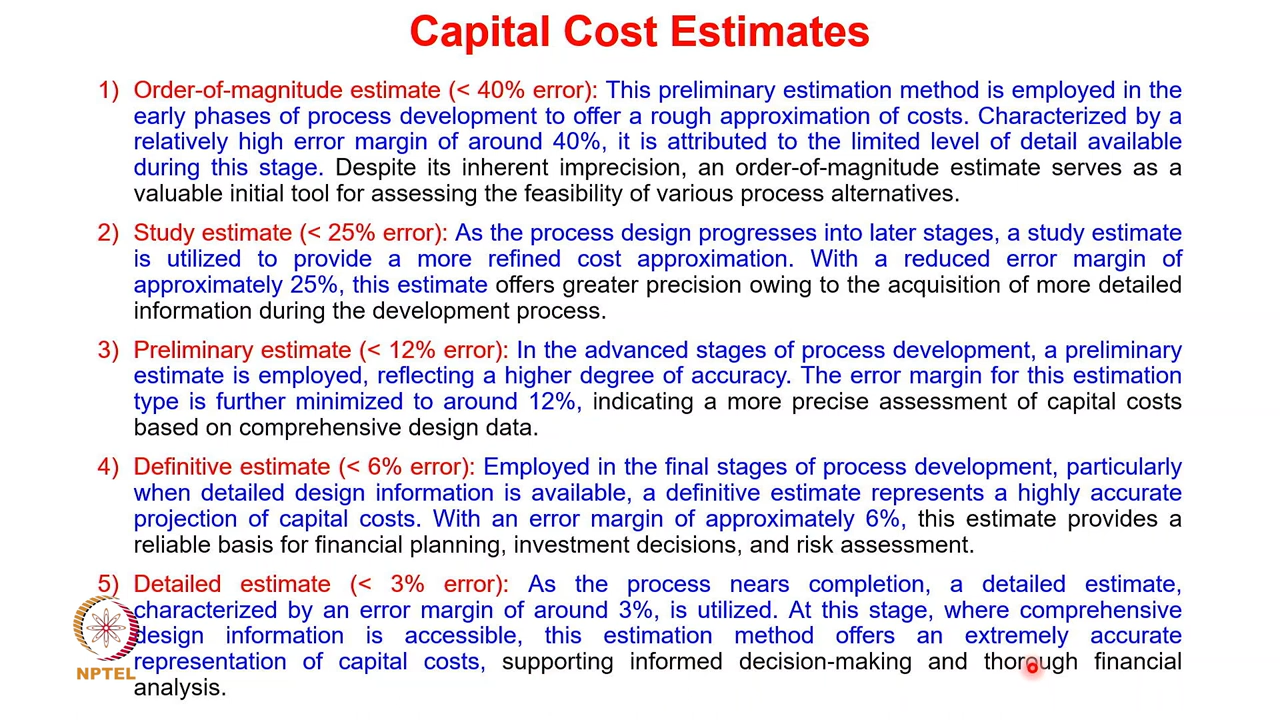 Capital Cost Estimates
1) Order-of-magnitude estimate (< 40% error): This preliminary estimation method is employed in the
early phases of process development to offer a rough approximation of costs. Characterized by a
relatively high error margin of around 40%, it is attributed to the limited level of detail available
during this stage. Despite its inherent imprecision, an order-of-magnitude estimate serves as a
valuable initial tool for assessing the feasibility of various process alternatives.
2) Study estimate (< 25% error): As the process design progresses into later stages, a study estimate
is utilized to provide a more refined cost approximation. With a reduced error margin of
approximately 25%, this estimate offers greater precision owing to the acquisition of more detailed
information during the development process.
3) Preliminary estimate (< 12% error): In the advanced stages of process development, a preliminary
estimate is employed, reflecting a higher degree of accuracy. The error margin for this estimation
type is further minimized to around 12%, indicating a more precise assessment of capital costs
based on comprehensive design data.
4) Definitive estimate (< 6% error): Employed in the final stages of process development, particularly
when detailed design information is available, a definitive estimate represents a highly accurate
projection of capital costs. With an error margin of approximately 6%, this estimate provides a
reliable basis for financial planning, investment decisions, and risk assessment.
5) Detailed estimate (< 3% error): As the process nears completion, a detailed estimate,
characterized by an error margin of around 3%, is utilized. At this stage, where comprehensive
design information is accessible, this estimation method offers an extremely accurate
representation of capital costs, supporting informed decision-making and thorough financial
analysis.
NPTEL